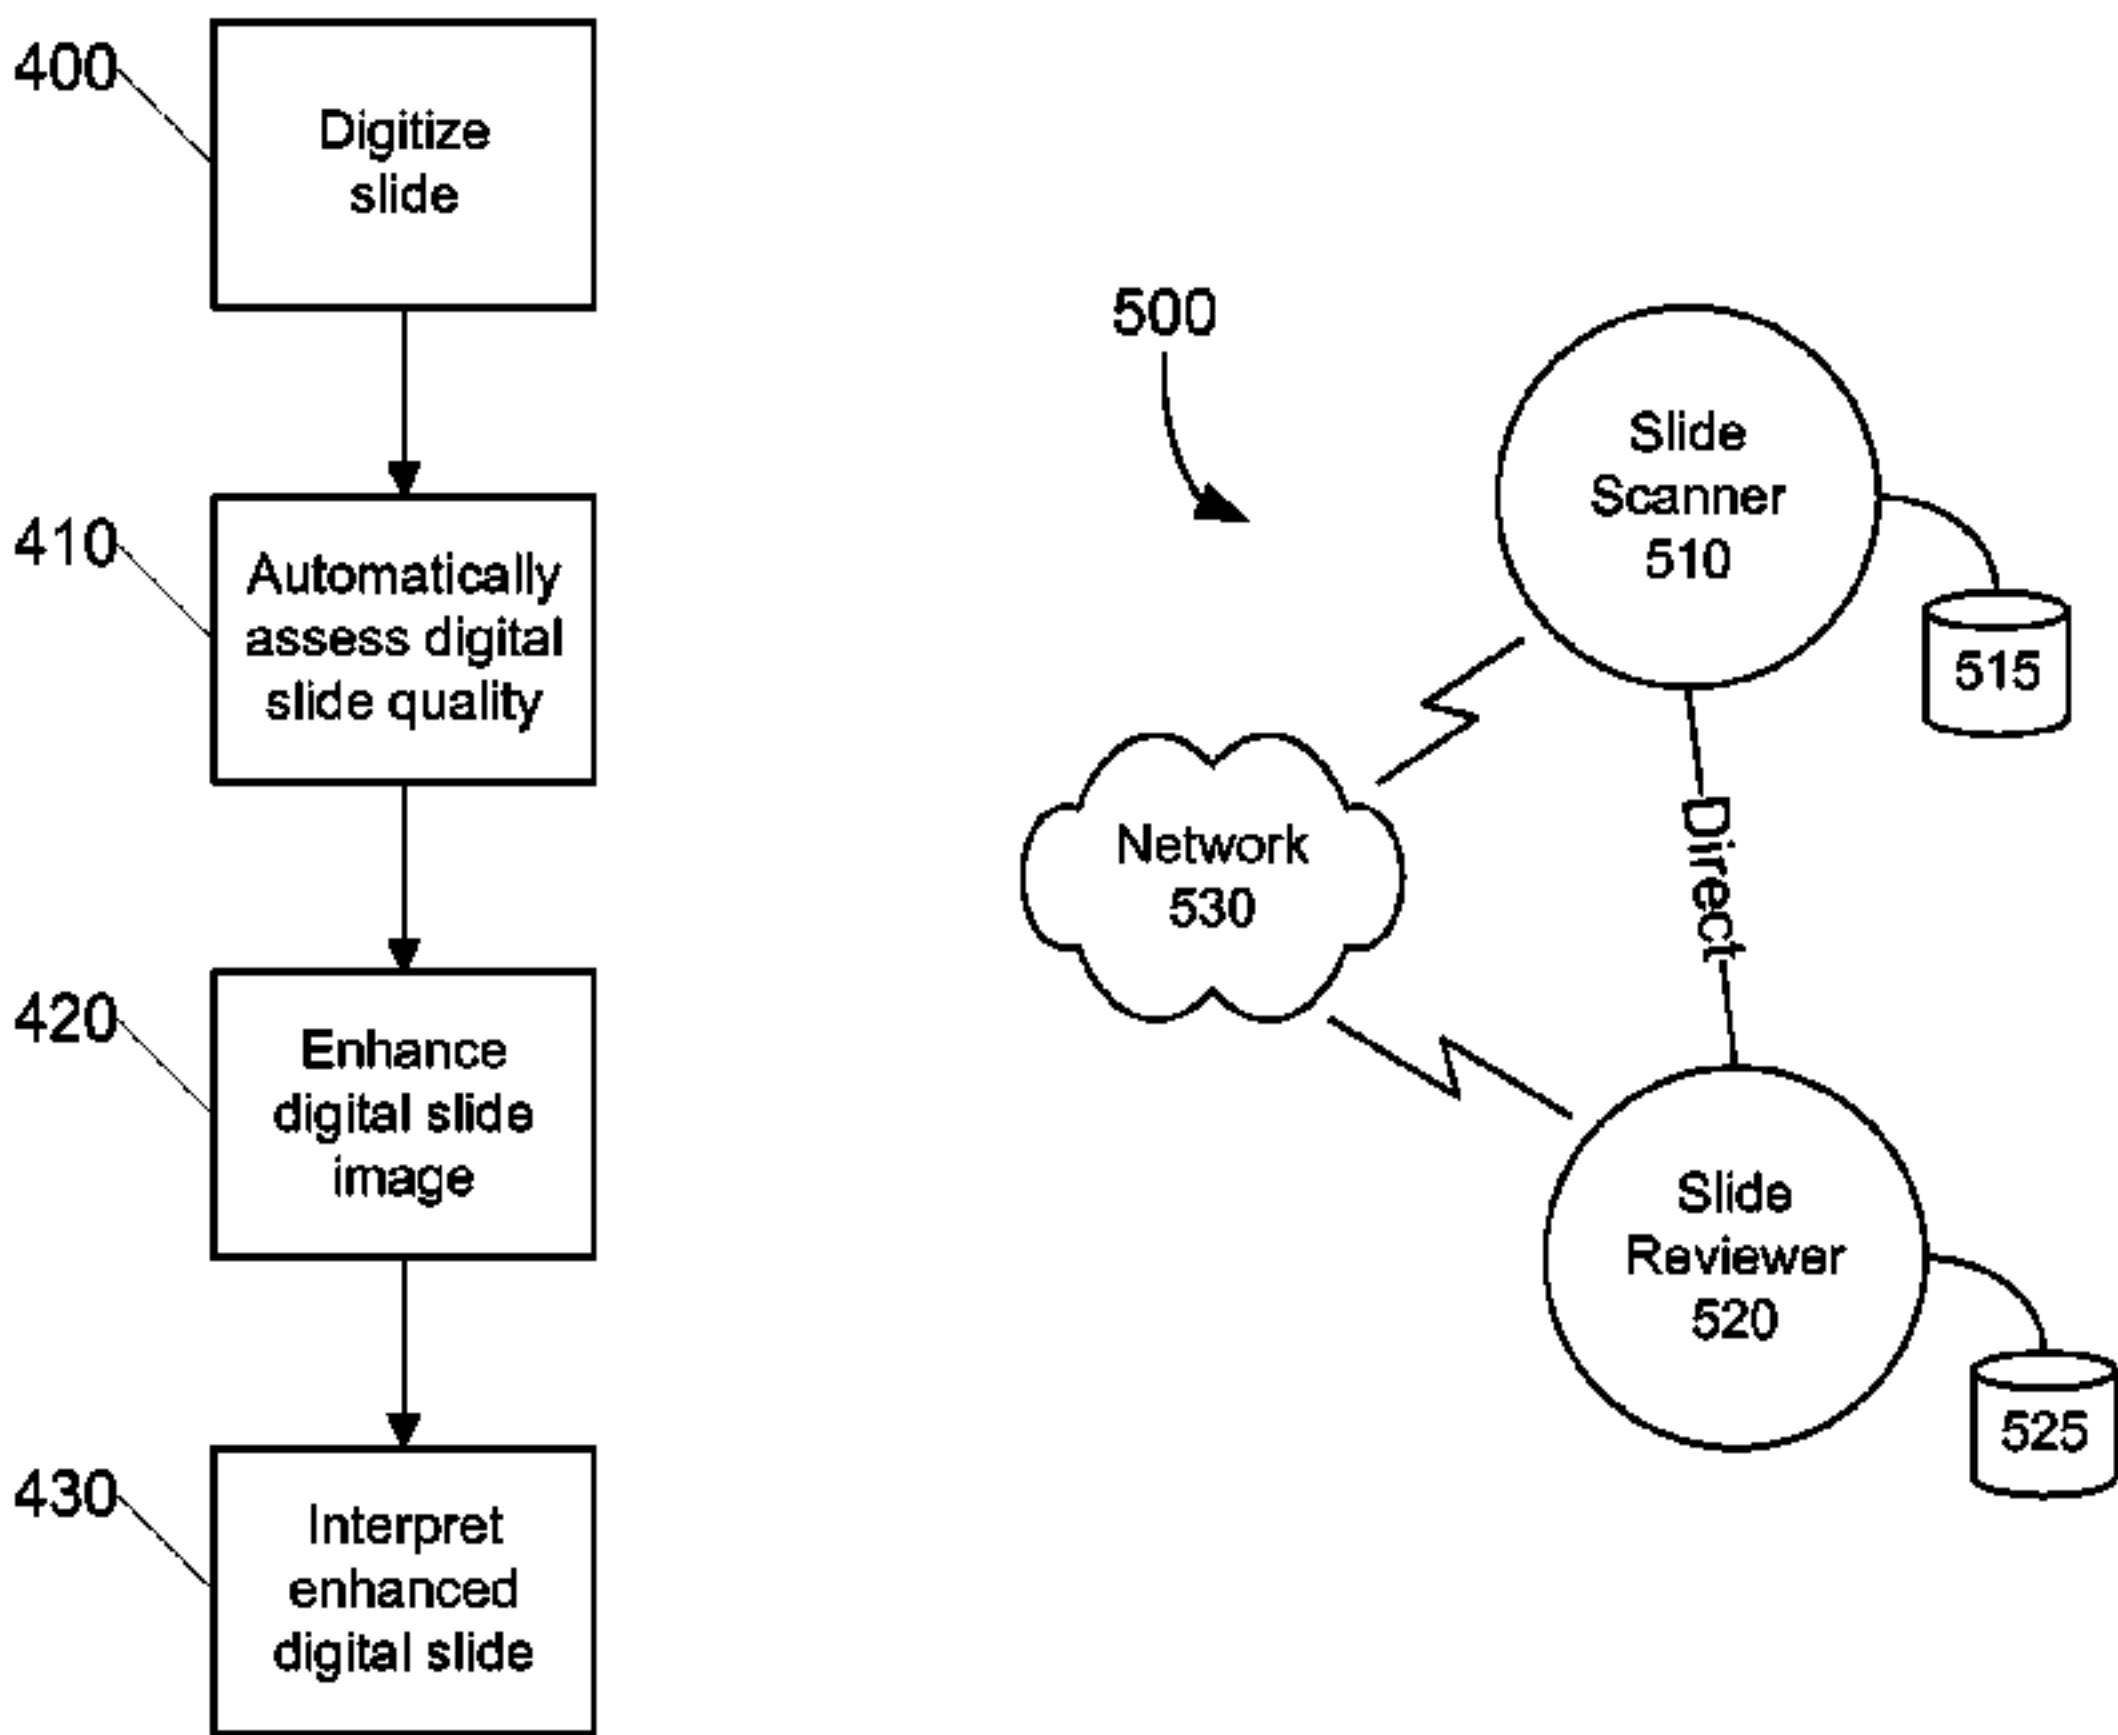 400
Digitize
slide
410
Automatically
assess digital
slide quality
420
Enhance
digital slide
image
430
Interpret
enhanced
digital slide
500
Slide
Scanner
510
515
Network
530
Direct
Slide
Reviewer
520
525